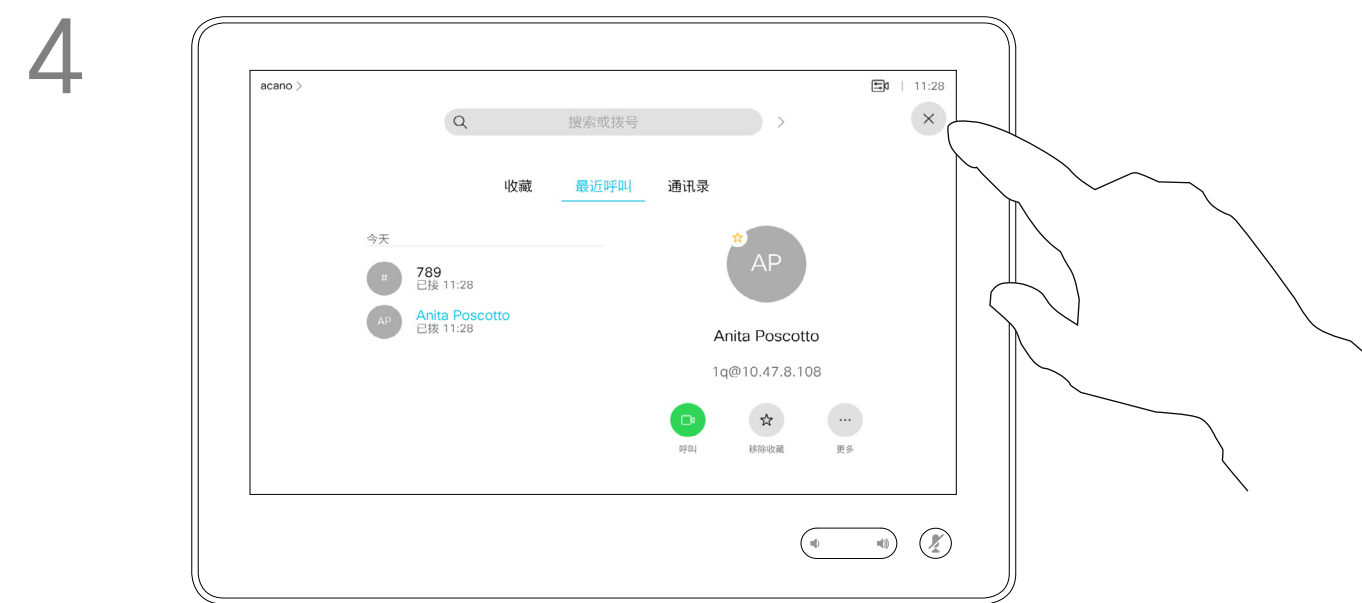 4
acano
11:28
搜索或拨号
收藏 最近呼叫 通讯录
今天
#
789
已接 11:28
AP
Anita Poscotto
已拨 11:28
AP
Anita Poscotto
1q@10.47.8.108
呼叫 移除收藏 更多